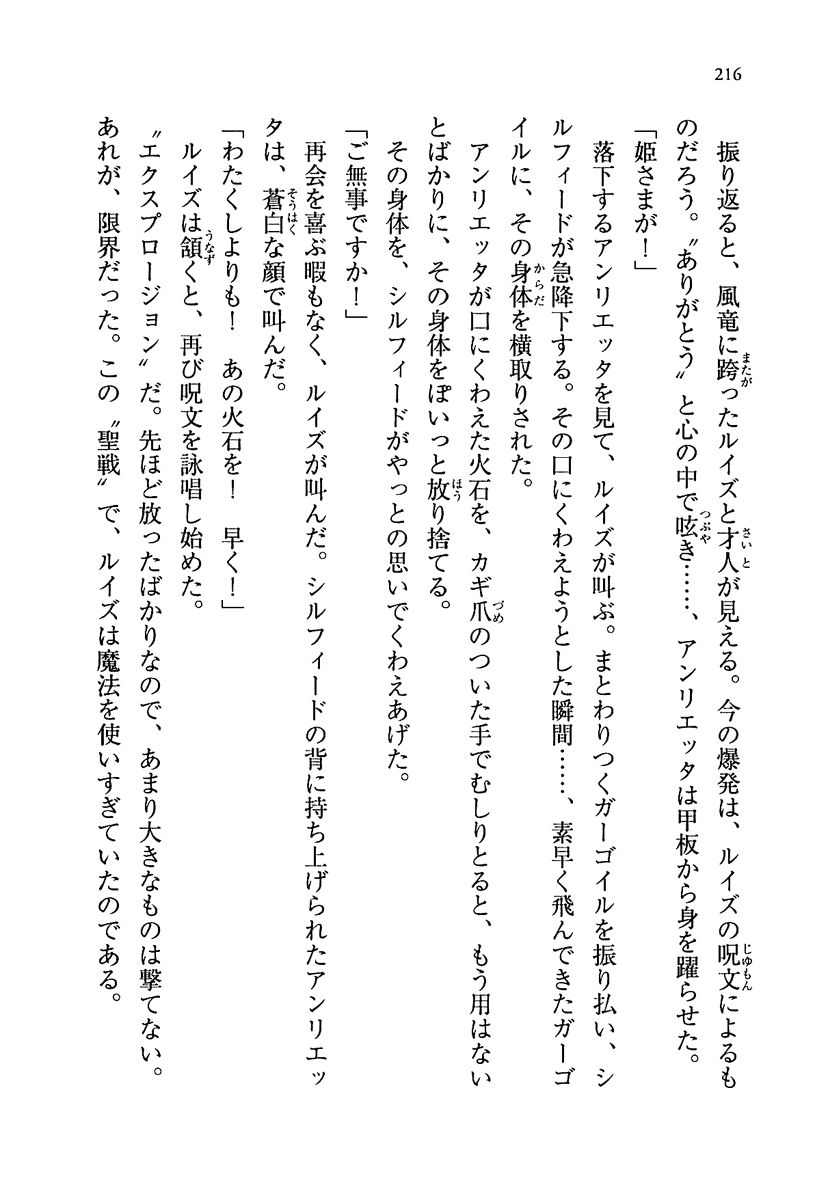 216
振り返ると、風竜に跨ったルイズと才人が見える。今の爆発は、ルイズの呪文によるも
のだろう。〝ありがとう〟と心の中で呟き……、アンリエッタは甲板から身を躍らせた。
「姫さまが！」
落下するアンリエッタを見て、ルイズが叫ぶ。まとわりつくガーゴイルを振り払い、シ
ルフィードが急降下する。その口にくわえようとした瞬間……、素早く飛んできたガーゴ
イルに、その身体を横取りされた。
アンリエッタが口にくわえた火石を、カギ爪のついた手でむしりとると、もう用はない
とばかりに、その身体をぽいっと放り捨てる。
その身体を、シルフィードがやっとの思いでくわえあげた。
「ご無事ですか！」
再会を喜ぶ暇もなく、ルイズが叫んだ。シルフィードの背に持ち上げられたアンリエッ
タは、蒼白な顔で叫んだ。
「わたくしよりも！　あの火石を！　早く！」
ルイズは頷くと、再び呪文を詠唱し始めた。
〝エクスプロージョン〟だ。先ほど放ったばかりなので、あまり大きなものは撃てない。
あれが、限界だった。この〝聖戦〟で、ルイズは魔法を使いすぎていたのである。